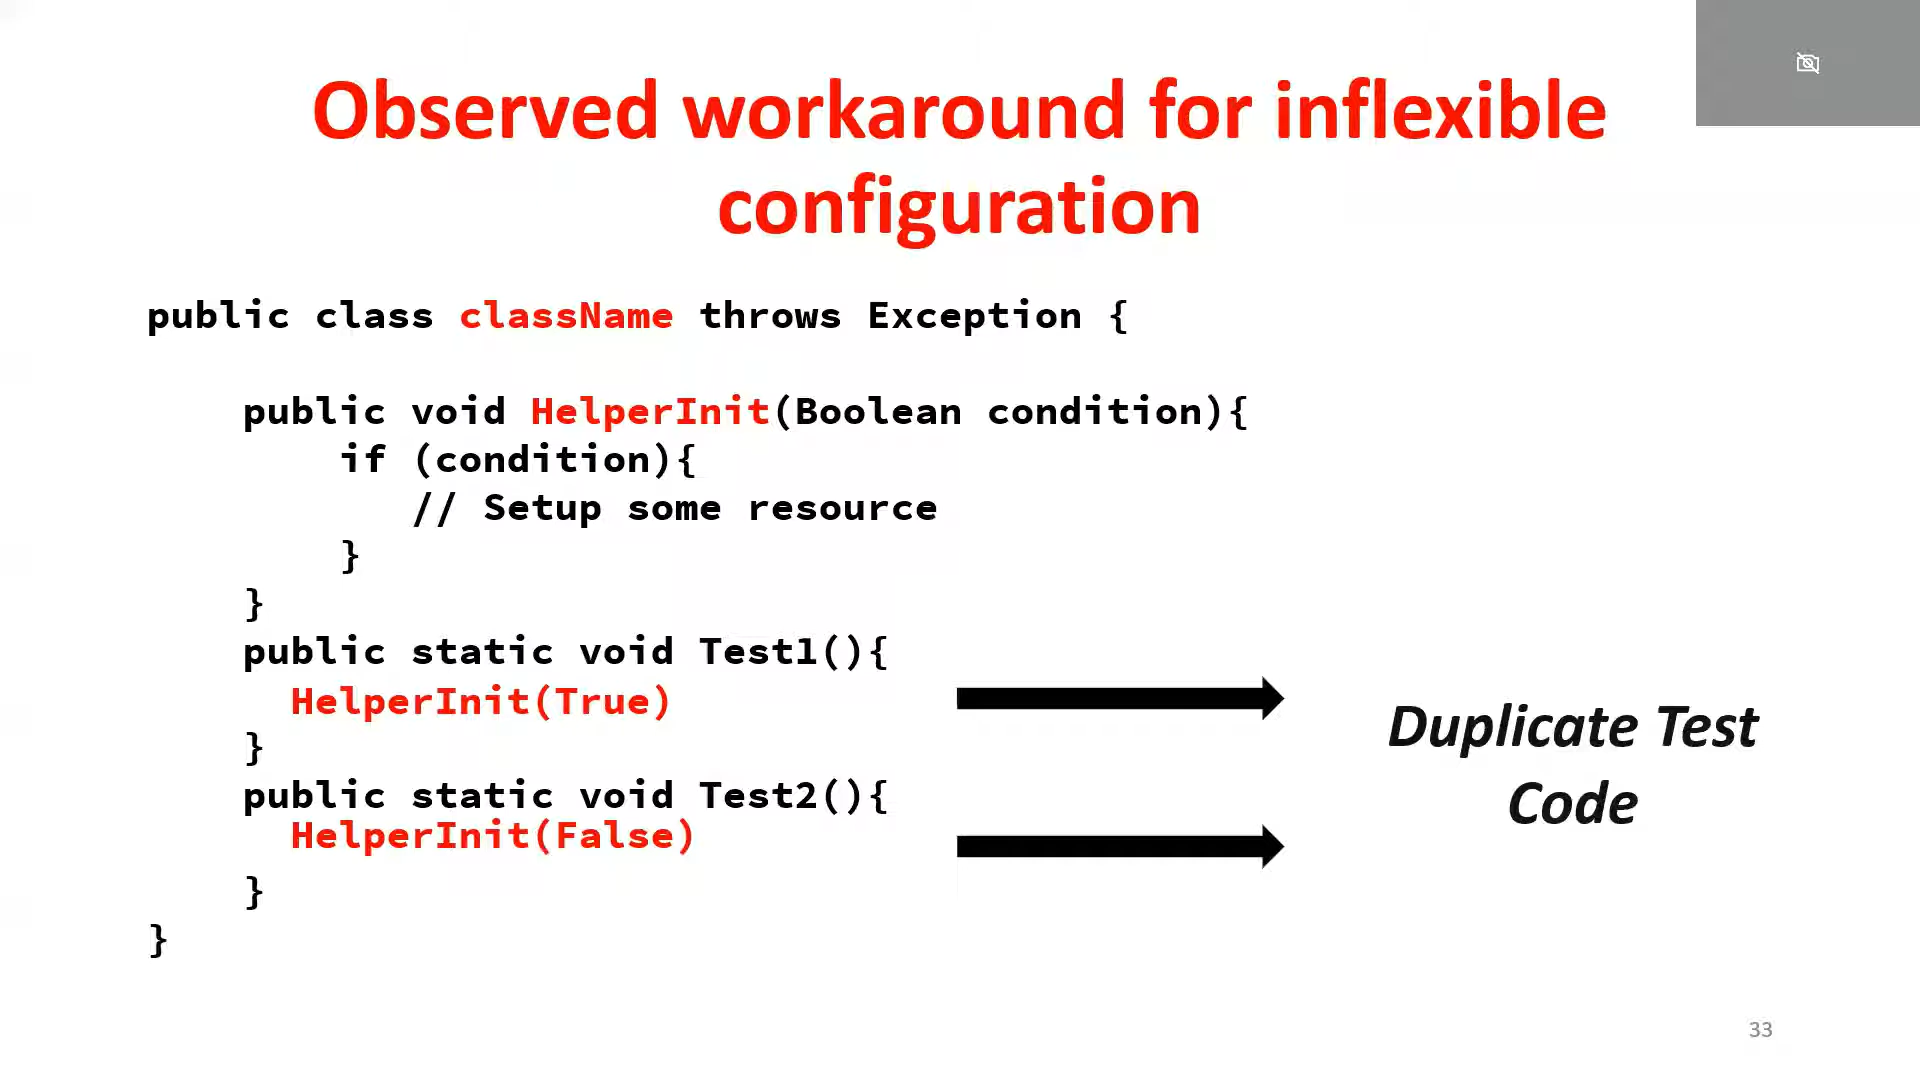 Observed workaround for inflexible
configuration
public class className throws Exception {
public void HelperInit(Boolean condition){
if (condition){
// Setup some resource
}
}
public static void Test1(){
HelperInit(True)
}
public static void Test2(){
HelperInit(False)
}
}
Duplicate Test
Code
33